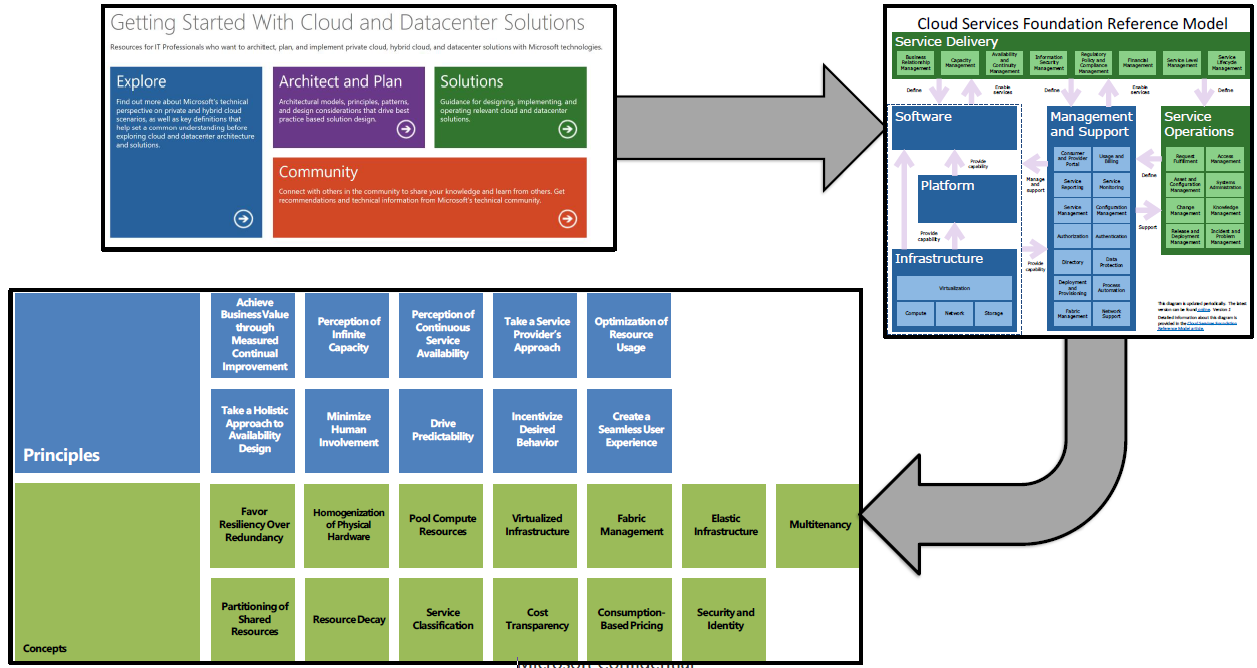 Getting Started With Cloud and Datacenter Solutions
Resources for IT Professionals who want to architect, plan, and implement private cloud, hybrid cloud, and datacenter solutions with Microsoft technologies.
Explore
Find out more about Microsoft's technical
perspective on private and hybrid cloud
scenarios, as well as key definitions that
help set a common understanding before
exploring cloud and datacenter architecture
and solutions.
Architect and Plan
Architectural models, principles, patterns,
and design considerations that drive best
practice based solution design.
Solutions
Guidance for designing, implementing, and
operating relevant cloud and datacenter
solutions.
Community
Connect with others in the community to share your knowledge and learn from others. Get
recommendations and technical information from Microsoft's technical community.
Cloud Services Foundation Reference Model
Service Delivery
Business
Relationship
Management
Capacity
Management
Availability
and
Continuity
Management
Information
Security
Management
Regulatory
Policy and
Compliance
Management
Financial
Management
Service Level
Management
Service
Lifecycle
Management
Define
Enable
services
Define
Enable
services
Define
Software
Provide
capability
Platform
Provide
capability
Infrastructure
Virtualization
Compute
Network
Storage
Manage
and
support
Provide
capability
Management
and Support
Consumer
and Provider
Portal
Usage and
Billing
Service
Reporting
Service
Monitoring
Service
Management
Configuration
Management
Authorization
Authentication
Directory
Data
Protection
Deployment
and
Provisioning
Process
Automation
Fabric
Management
Network
Support
Define
Support
Service
Operations
Request
Fulfillment
Access
Management
Asset and
Configuration
Management
Systems
Administration
Change
Management
Knowledge
Management
Release and
Deployment
Management
Incident and
Problem
Management
This diagram is updated periodically. The latest
version can be found online. Version 1
Detailed information about this diagram is
provided in the Cloud Services Foundation
Reference Model article.
Principles
Achieve
Business Value
through
Measured
Continual
Improvement
Perception of
Infinite
Capacity
Perception of
Continuous
Service
Availability
Take a Service
Provider's
Approach
Optimization of
Resource
Usage
Take a Holistic
Approach to
Availability
Design
Minimize
Human
Involvement
Drive
Predictability
Incentivize
Desired
Behavior
Create a
Seamless User
Experience
Concepts
Favor
Resiliency Over
Redundancy
Homogenization
of Physical
Hardware
Pool Compute
Resources
Virtualized
Infrastructure
Fabric
Management
Elastic
Infrastructure
Multitenancy
Partitioning of
Shared
Resources
Resource Decay
Service
Classification
Cost
Transparency
Consumption-
Based Pricing
Security and
Identity
Microsoft Confidential